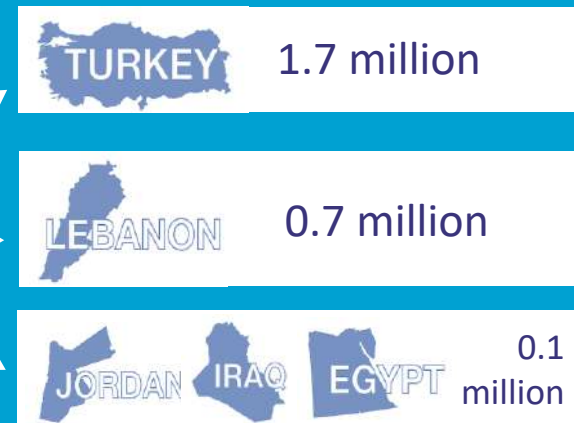 TURKEY 1.7 million
LEBANON 0.7 million
JORDAN IRAQ EGYPT 0.1
million